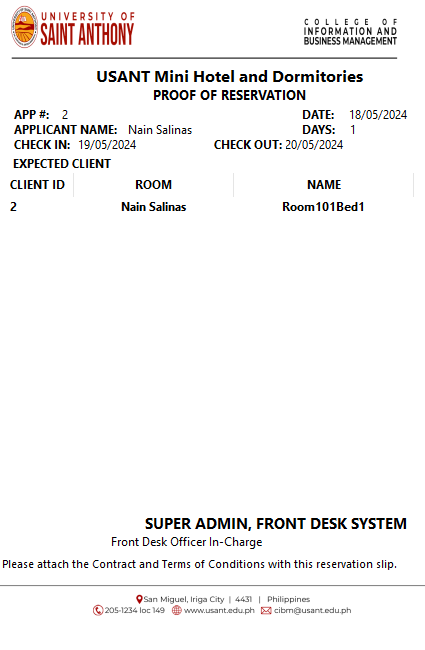 UNIVERSITY OF
SAINT ANTHONY
COLLEGE OF
INFORMATION AND
BUSINESS MANAGEMENT
USANT Mini Hotel and Dormitories
PROOF OF RESERVATION
APP #: 2 DATE: 18/05/2024
APPLICANT NAME: Nain Salinas DAYS: 1
CHECK IN: 19/05/2024 CHECK OUT: 20/05/2024
EXPECTED CLIENT
CLIENT ID ROOM NAME
2 Nain Salinas Room101Bed1
SUPER ADMIN, FRONT DESK SYSTEM
Front Desk Officer In-Charge
Please attach the Contract and Terms of Conditions with this reservation slip.
San Miguel, Iriga City | 4431 | Philippines
205-1234 loc 149 www.usant.edu.ph cibm@usant.edu.ph